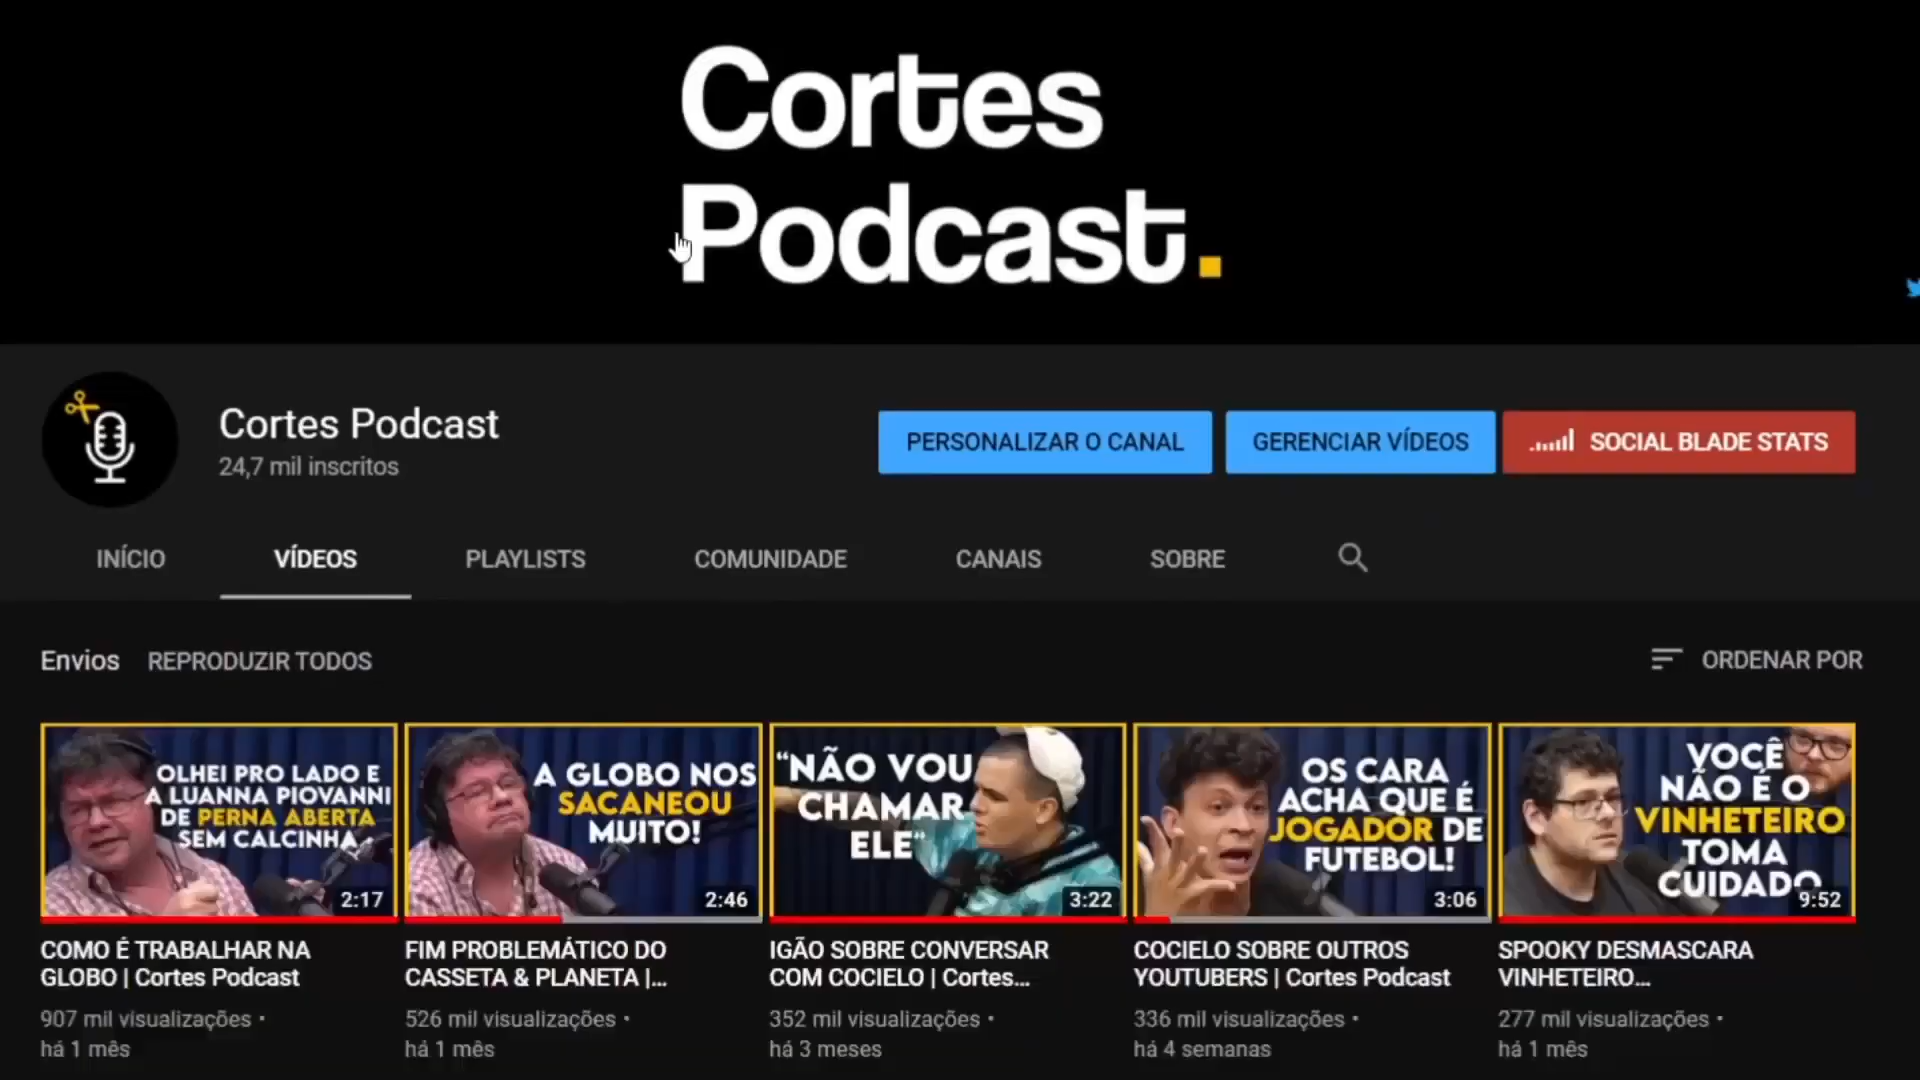 Cortes
Podcast.
Cortes Podcast
24,7 mil inscritos
PERSONALIZAR O CANAL
GERENCIAR VÍDEOS
SOCIAL BLADE STATS
INÍCIO
VÍDEOS
PLAYLISTS
COMUNIDADE
CANAIS
SOBRE
Envios
REPRODUZIR TODOS
ORDENAR POR
OLHEI PRO LADO E
A LUANNA PIOVANNI
DE PERNA ABERTA
SEM CALCINHA
2:17
A GLOBO NOS
SACANEOU
MUITO!
2:46
“NÃO VOU
CHAMAR
ELE“
3:22
OS CARA
ACHA QUE É
JOGADOR DE
FUTEBOL!
3:06
VOCÊ
NÃO É O
VINHETEIRO
TOMA
CUIDADO
9:52
COMO É TRABALHAR NA
GLOBO | Cortes Podcast
907 mil visualizações •
há 1 mês
FIM PROBLEMÁTICO DO
CASSETA & PLANETA |...
526 mil visualizações •
há 1 mês
IGÃO SOBRE CONVERSAR
COM COCIELO | Cortes...
352 mil visualizações •
há 3 meses
COCIELO SOBRE OUTROS
YOUTUBERS | Cortes Podcast
336 mil visualizações •
há 4 semanas
SPOOKY DESMASCARA
VINHETEIRO...
277 mil visualizações •
há 1 mês